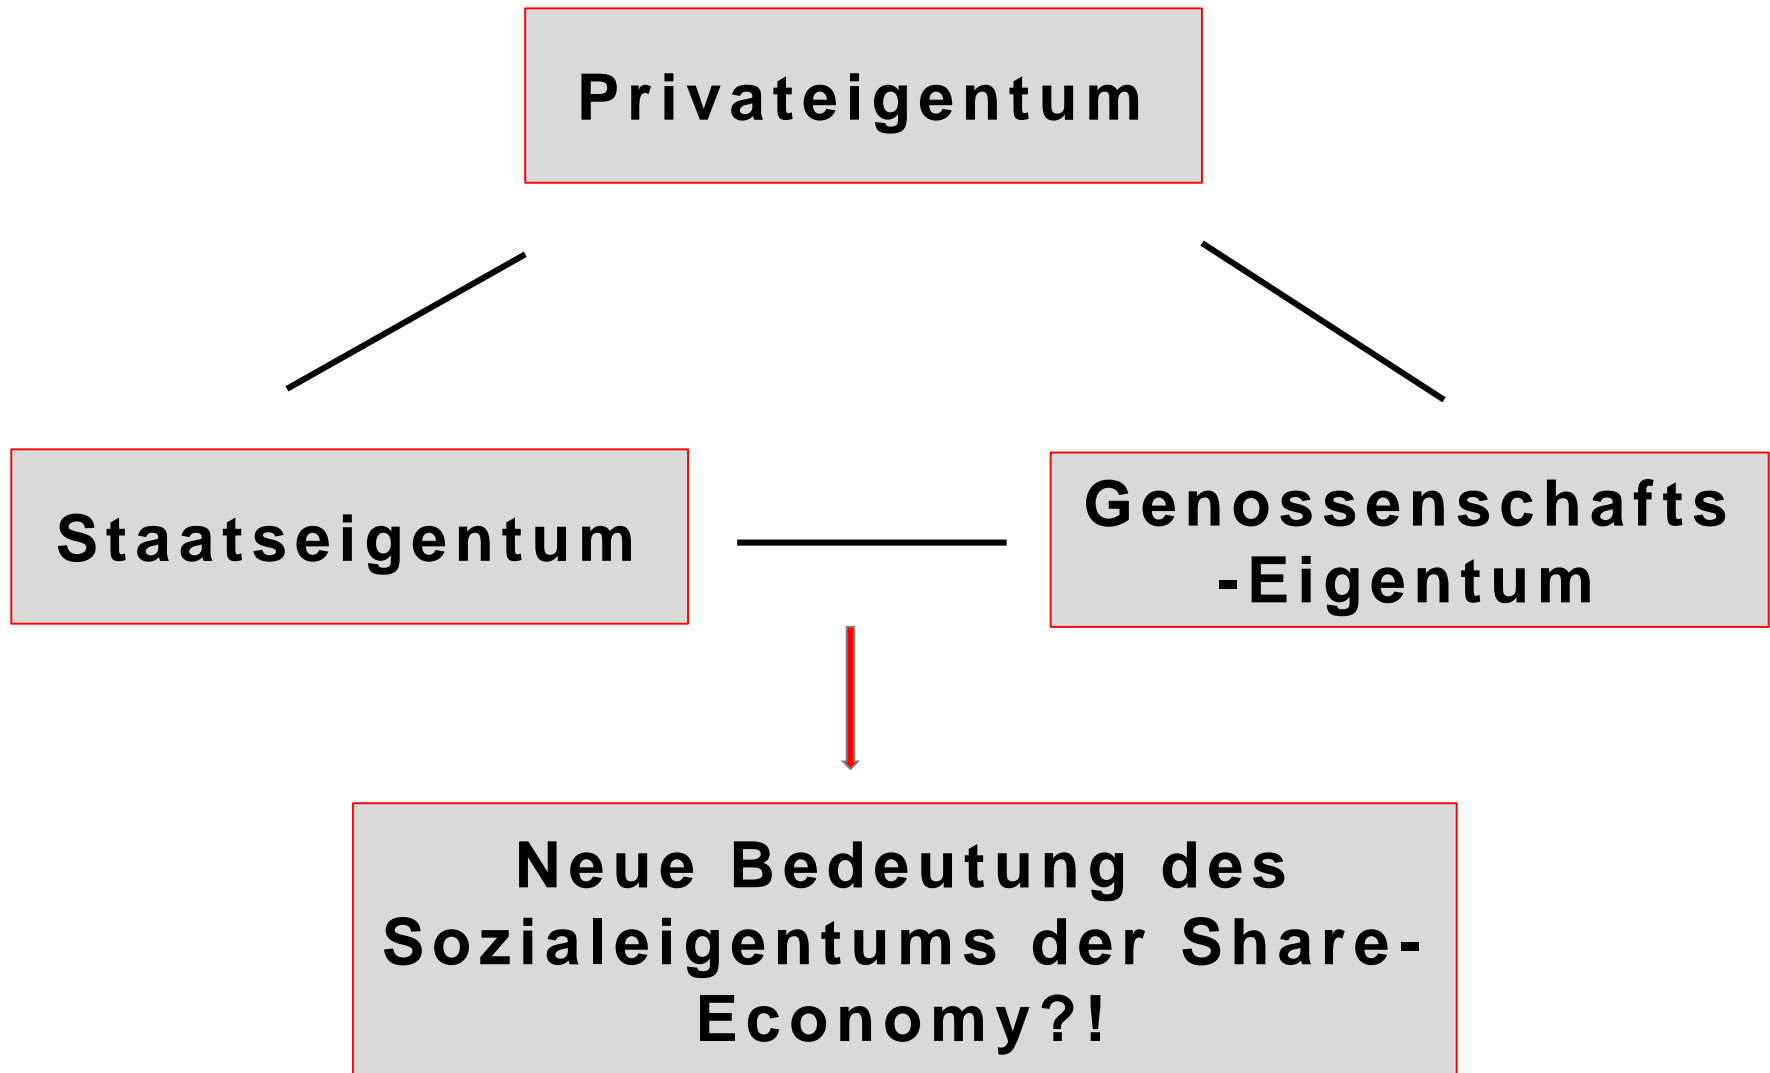 Privateigentum
Staatseigentum
Genossenschafts
-Eigentum
Neue Bedeutung des
Sozialeigentums der Share-
Economy?!